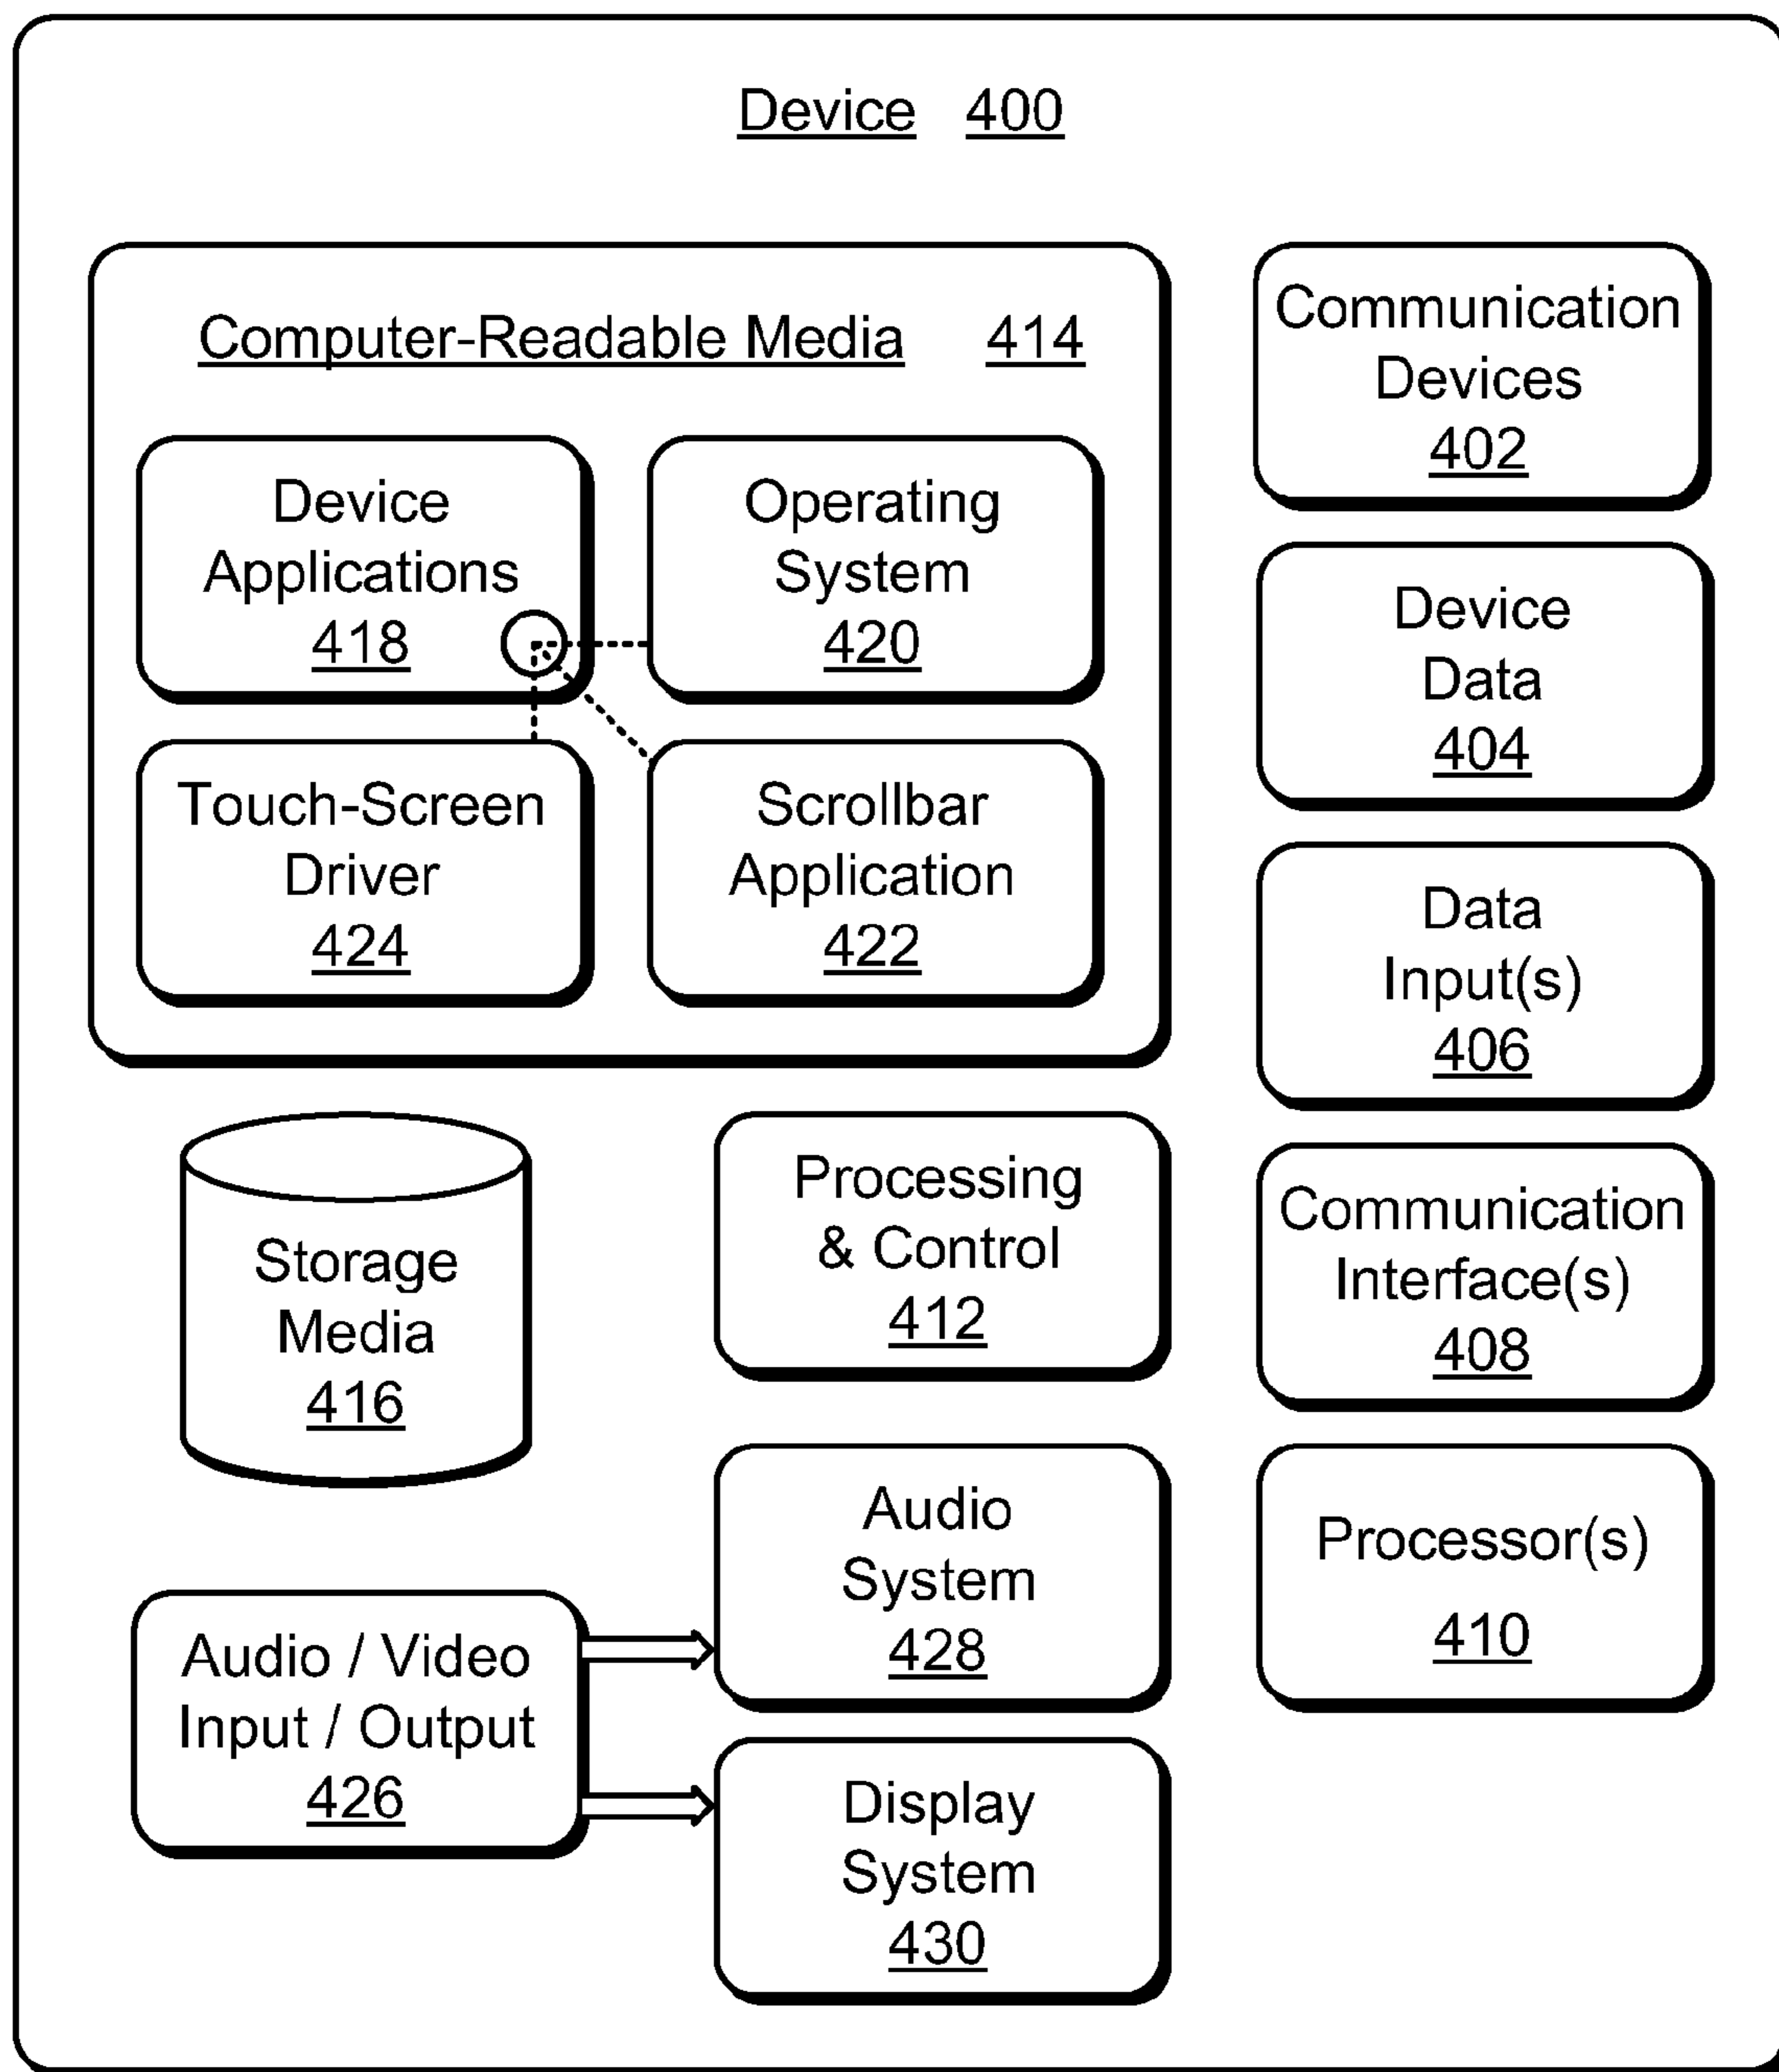 Device 400
Computer-Readable Media 414
Device
Applications
418
Operating
System
420
Touch-Screen
Driver
424
Scrollbar
Application
422
Communication
Devices
402
Device
Data
404
Data
Input(s)
406
Communication
Interface(s)
408
Processor(s)
410
Storage
Media
416
Processing
& Control
412
Audio / Video
Input / Output
426
Audio
System
428
Display
System
430